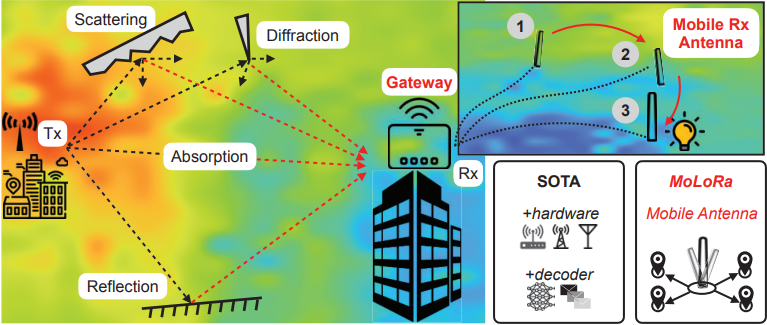 Scattering
Diffraction
Tx
Absorption
Reflection
Gateway
Rx
1
2
3
Mobile Rx
Antenna
SOTA
+hardware
+decoder
MoLoRa
Mobile Antenna